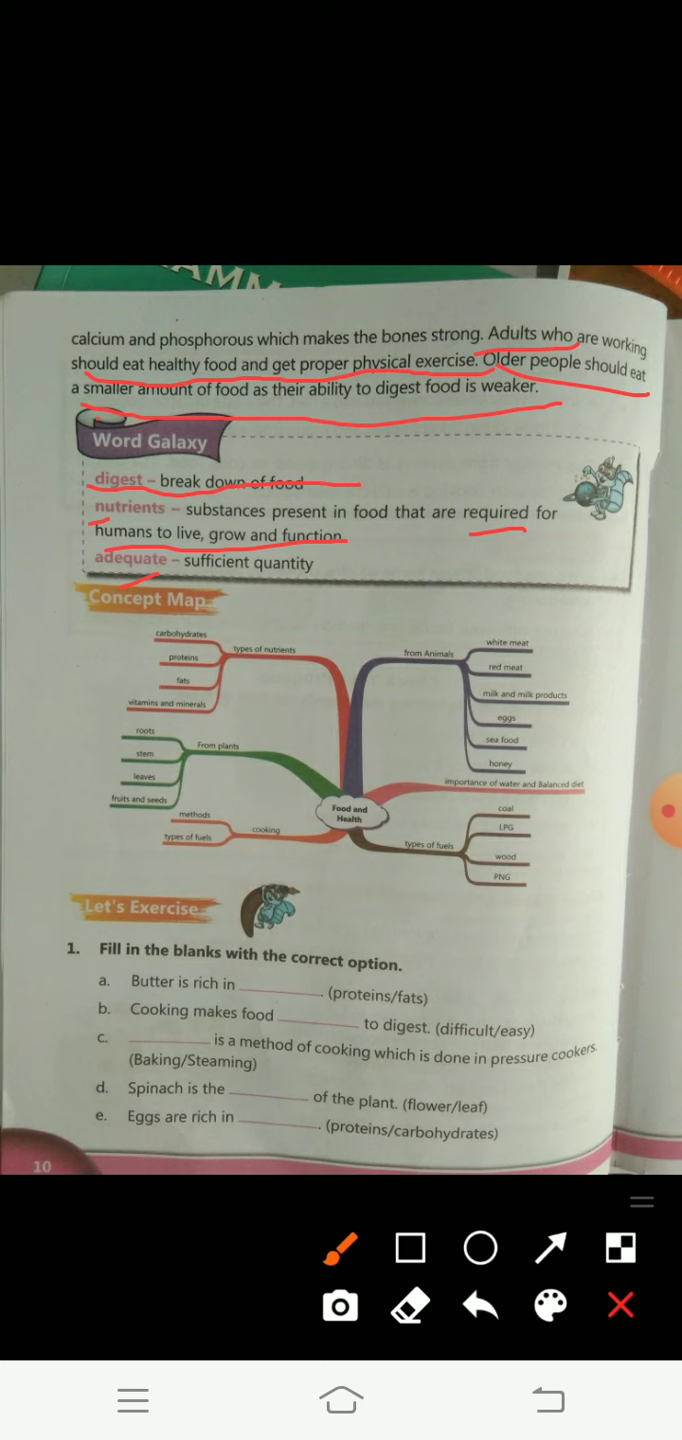 AMM
calcium and phosphorous which makes the bones strong. Adults who are working
should eat healthy food and get proper physical exercise. Older people should eat
a smaller amount of food as their ability to digest food is weaker.
Word Galaxy
digest – break down of food
nutrients – substances present in food that are required for
humans to live, grow and function
adequate – sufficient quantity
Concept Map
carbohydrates
proteins
fats
vitamins and minerals
types of nutrients
roots
stem
leaves
fruits and seeds
From plants
methods
types of fuels
cooking
Food and
Health
from Animals
white meat
red meat
milk and milk products
eggs
sea food
honey
importance of water and Balanced diet
types of fuels
coal
LPG
wood
PNG
Let's Exercise
1. Fill in the blanks with the correct option.
a. Butter is rich in ________. (proteins/fats)
b. Cooking makes food ________ to digest. (difficult/easy)
c. ________ is a method of cooking which is done in pressure cookers.
(Baking/Steaming)
d. Spinach is the ________ of the plant. (flower/leaf)
e. Eggs are rich in ________. (proteins/carbohydrates)
10